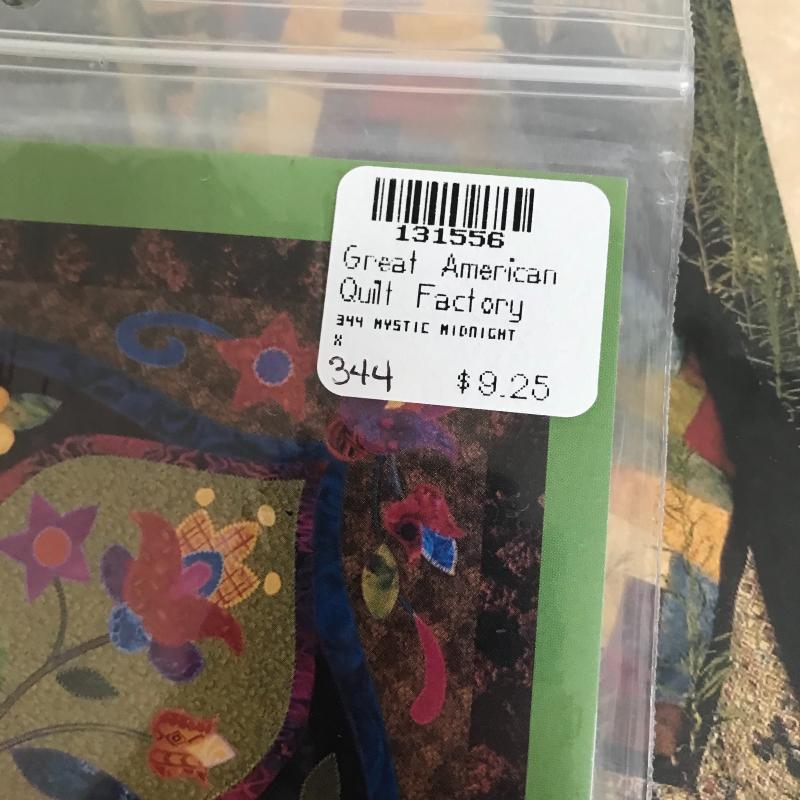 131556
Great American
Quilt Factory
344 MYSTIC MIDNIGHT
X
344 $9.25